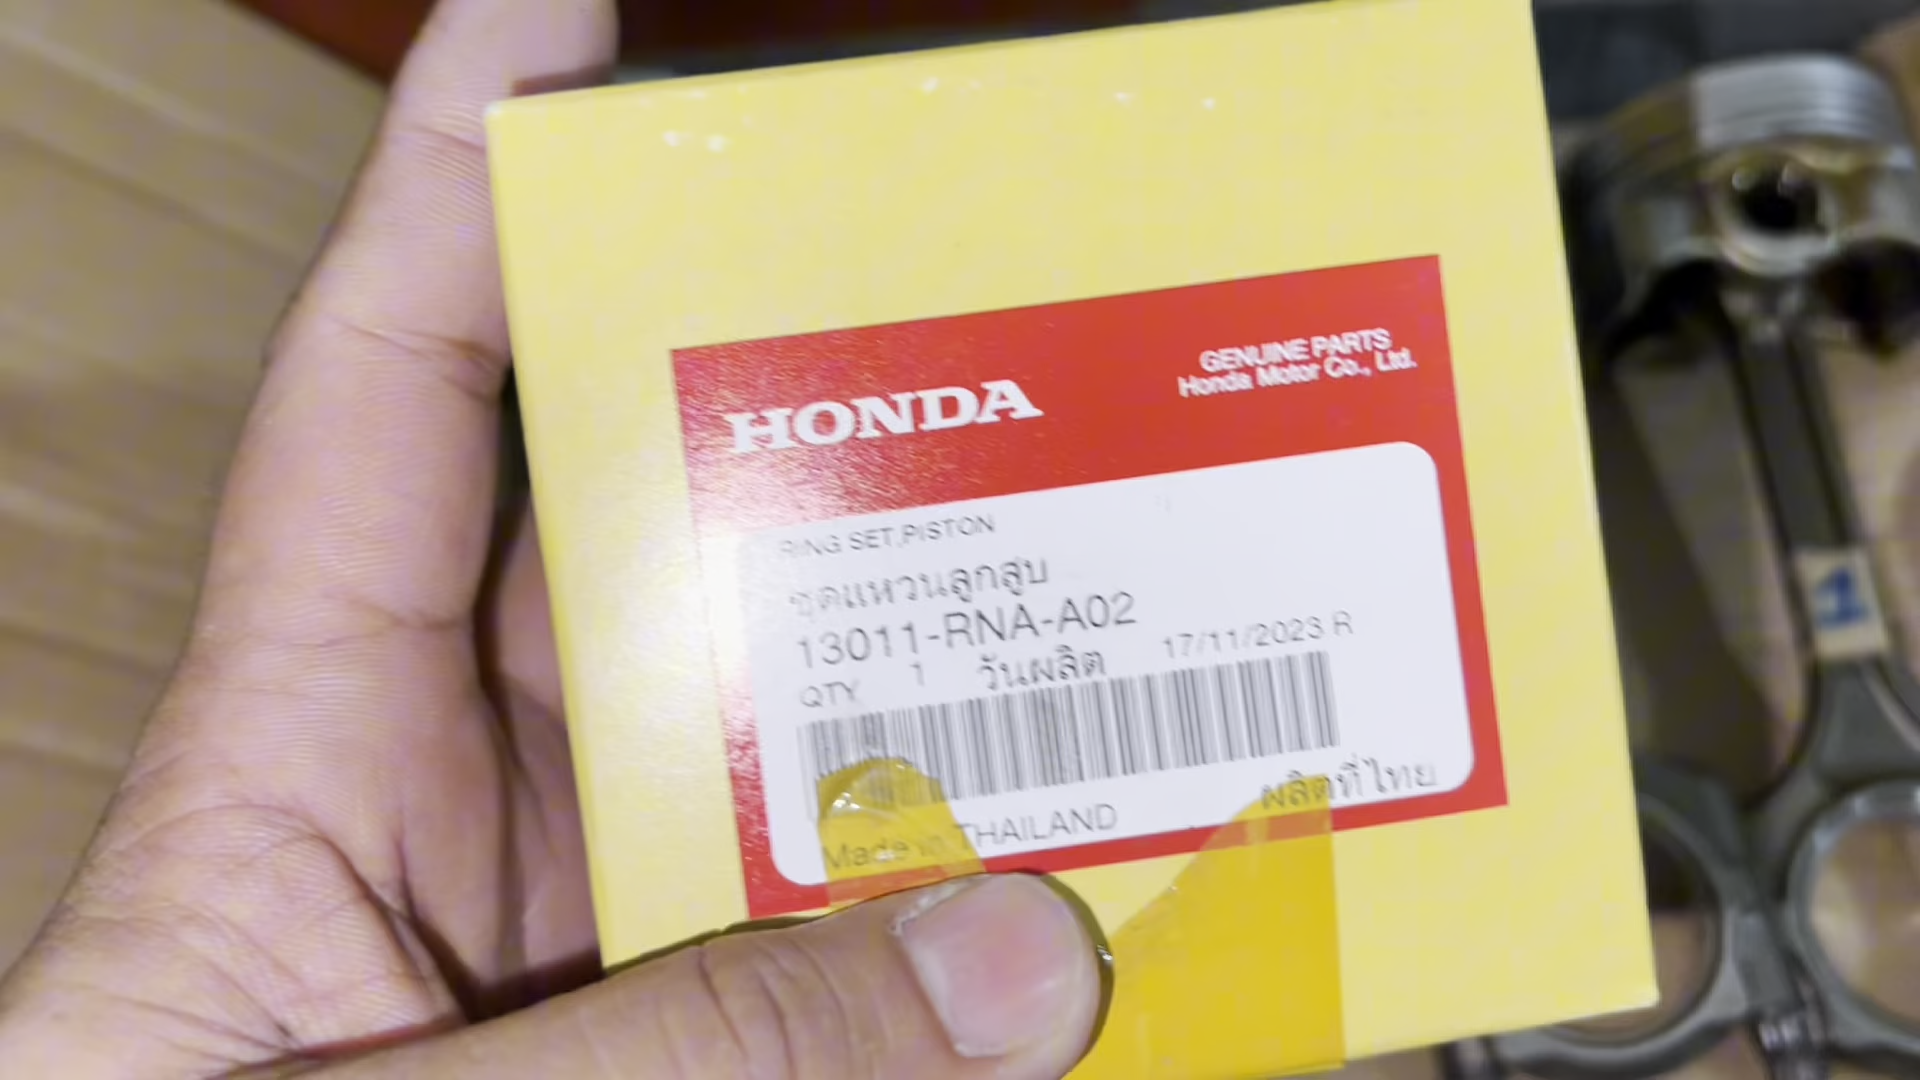 HONDA
GENUINE PARTS
Honda Motor Co., Ltd.
RING SET,PISTON
ชุดแหวนลูกสูบ
13011-RNA-A02
QTY 1 วันผลิต 17/11/2023 R
ผลิตที่ไทย
Made in THAILAND
1